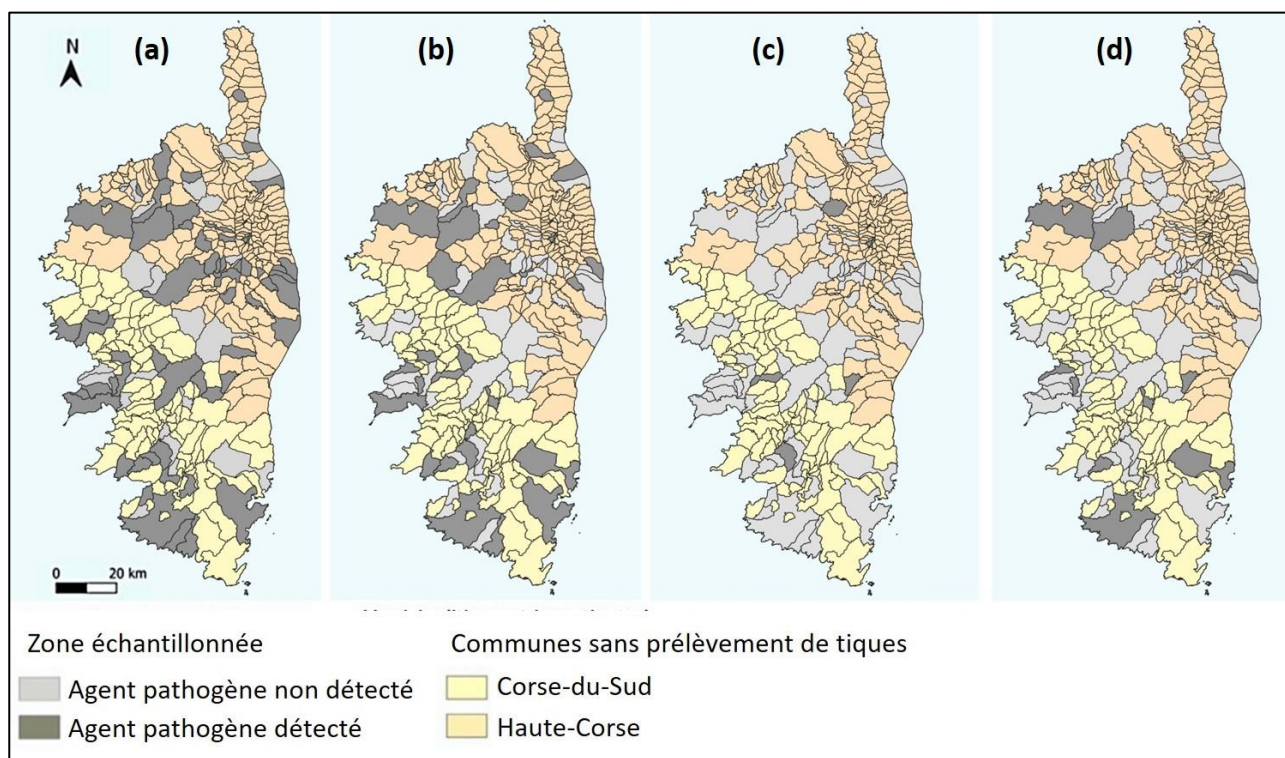 (a) (b) (c) (d)
N
0 20 km
Zone échantillonnée
Agent pathogène non détecté
Agent pathogène détecté
Communes sans prélèvement de tiques
Corse-du-Sud
Haute-Corse